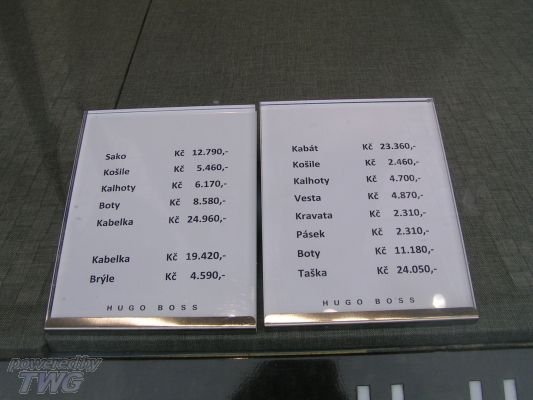 Sako Kč 12.790,-
Košile Kč 5.460,-
Kalhoty Kč 6.170,-
Boty Kč 8.580,-
Kabelka Kč 24.960,-
Kabelka Kč 19.420,-
Brýle Kč 4.590,-
HUGO BOSS
Kabát Kč 23.360,-
Košile Kč 2.460,-
Kalhoty Kč 4.700,-
Vesta Kč 4.870,-
Kravata Kč 2.310,-
Pásek Kč 2.310,-
Boty Kč 11.180,-
Taška Kč 24.050,-
HUGO BOSS
powered by
TWG